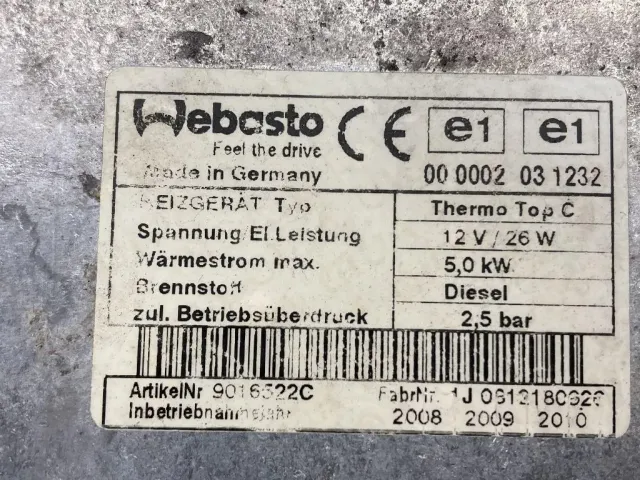 Webasto
Feel the drive
Made in Germany
e1 e1
00 0002 03 1232
HEIZGERÄT Typ Thermo Top C
Spannung/El.Leistung 12 V / 26 W
Wärmestrom max. 5,0 kW
Brennstoff Diesel
zul. Betriebsüberdruck 2,5 bar
ArtikelNr FabrNr.
Inbetriebnahmejahr 2008 2009 2010